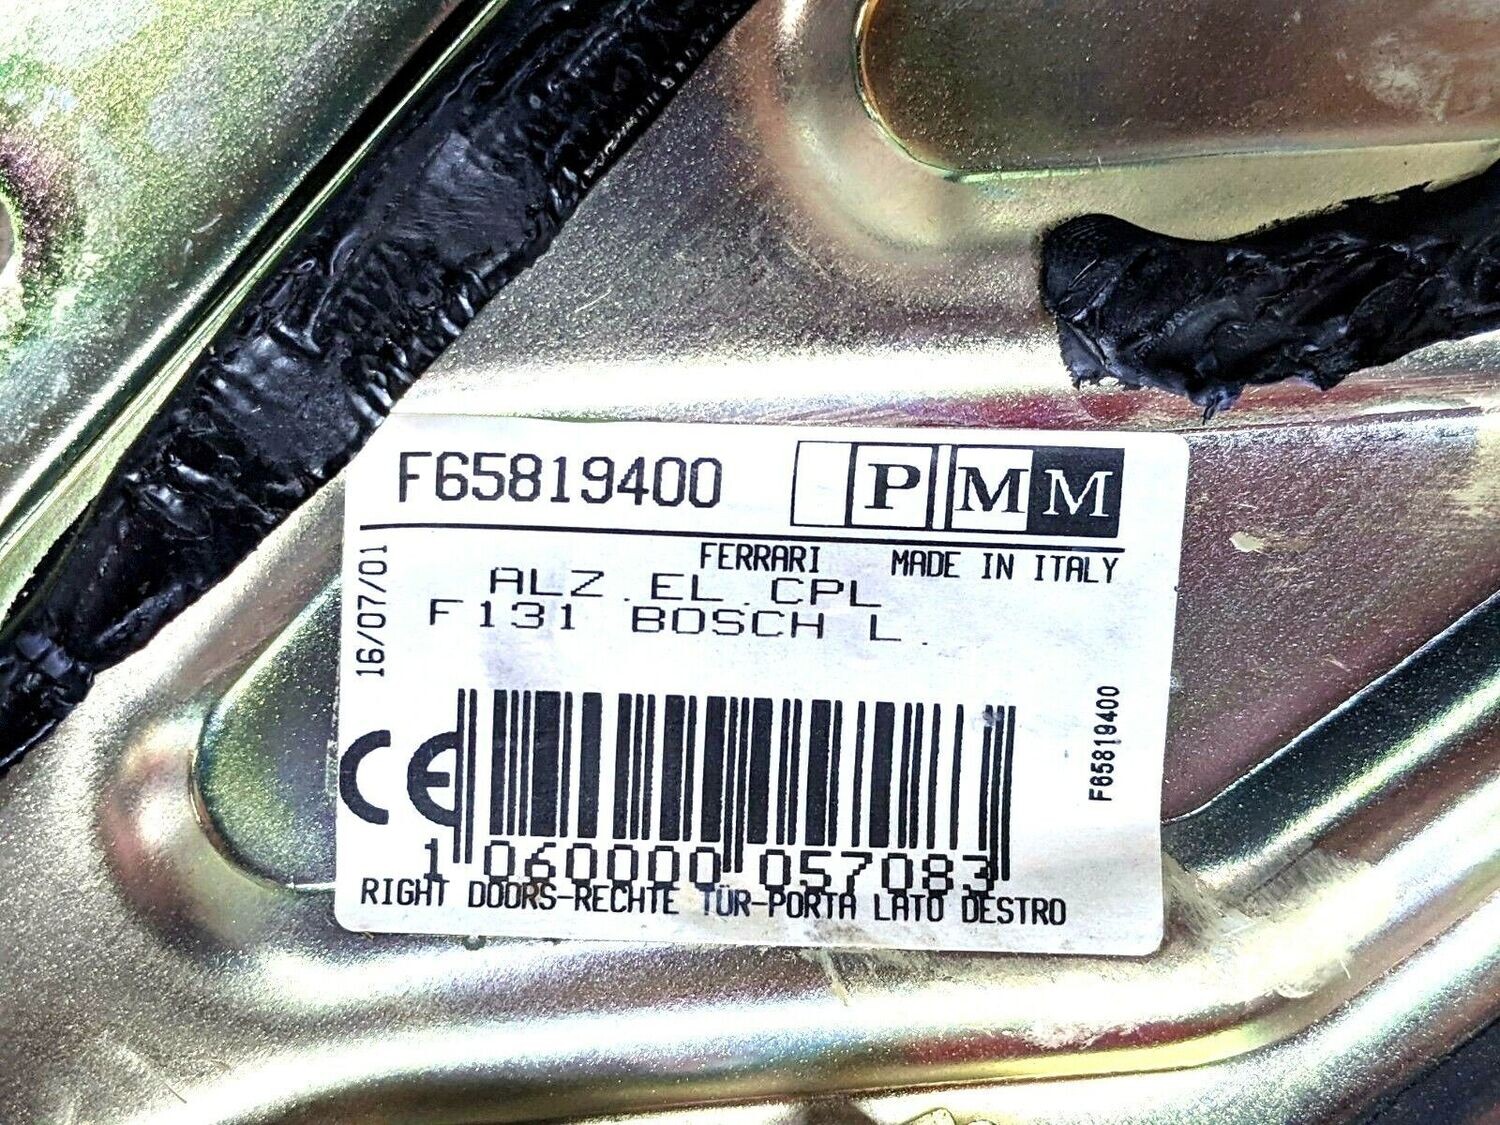 F65819400 PMM
FERRARI MADE IN ITALY
ALZ.EL.CPL
F131 BOSCH L.
16/07/01
CE
F65819400
1 060000 057083
RIGHT DOORS-RECHTE TÜR-PORTA LATO DESTRO